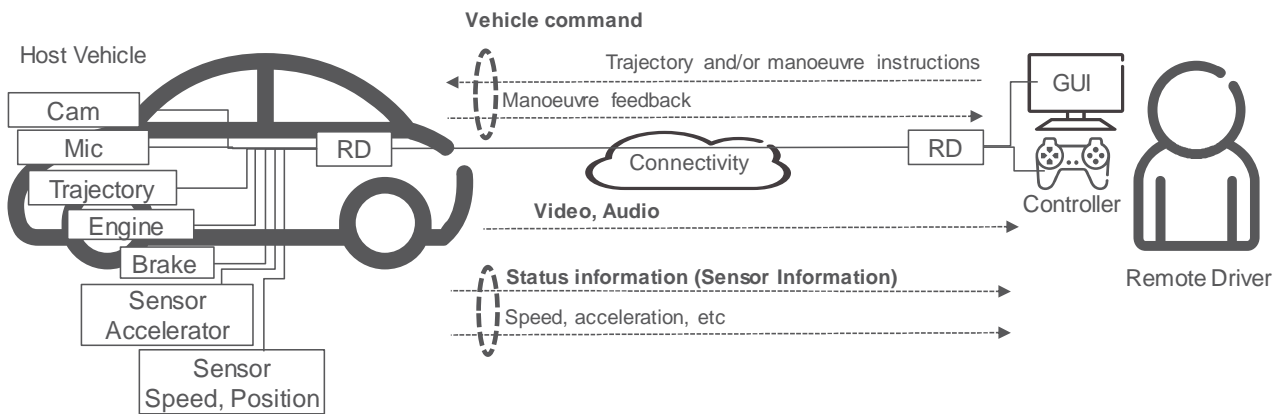 Vehicle command
Host Vehicle
Trajectory and/or manoeuvre instructions
GUI
Cam
Manoeuvre feedback
Mic
RD
Connectivity
RD
Trajectory
Controller
Engine
Video, Audio
Brake
Status information (Sensor Information)
Remote Driver
Sensor
Accelerator
Speed, acceleration, etc
Sensor
Speed, Position